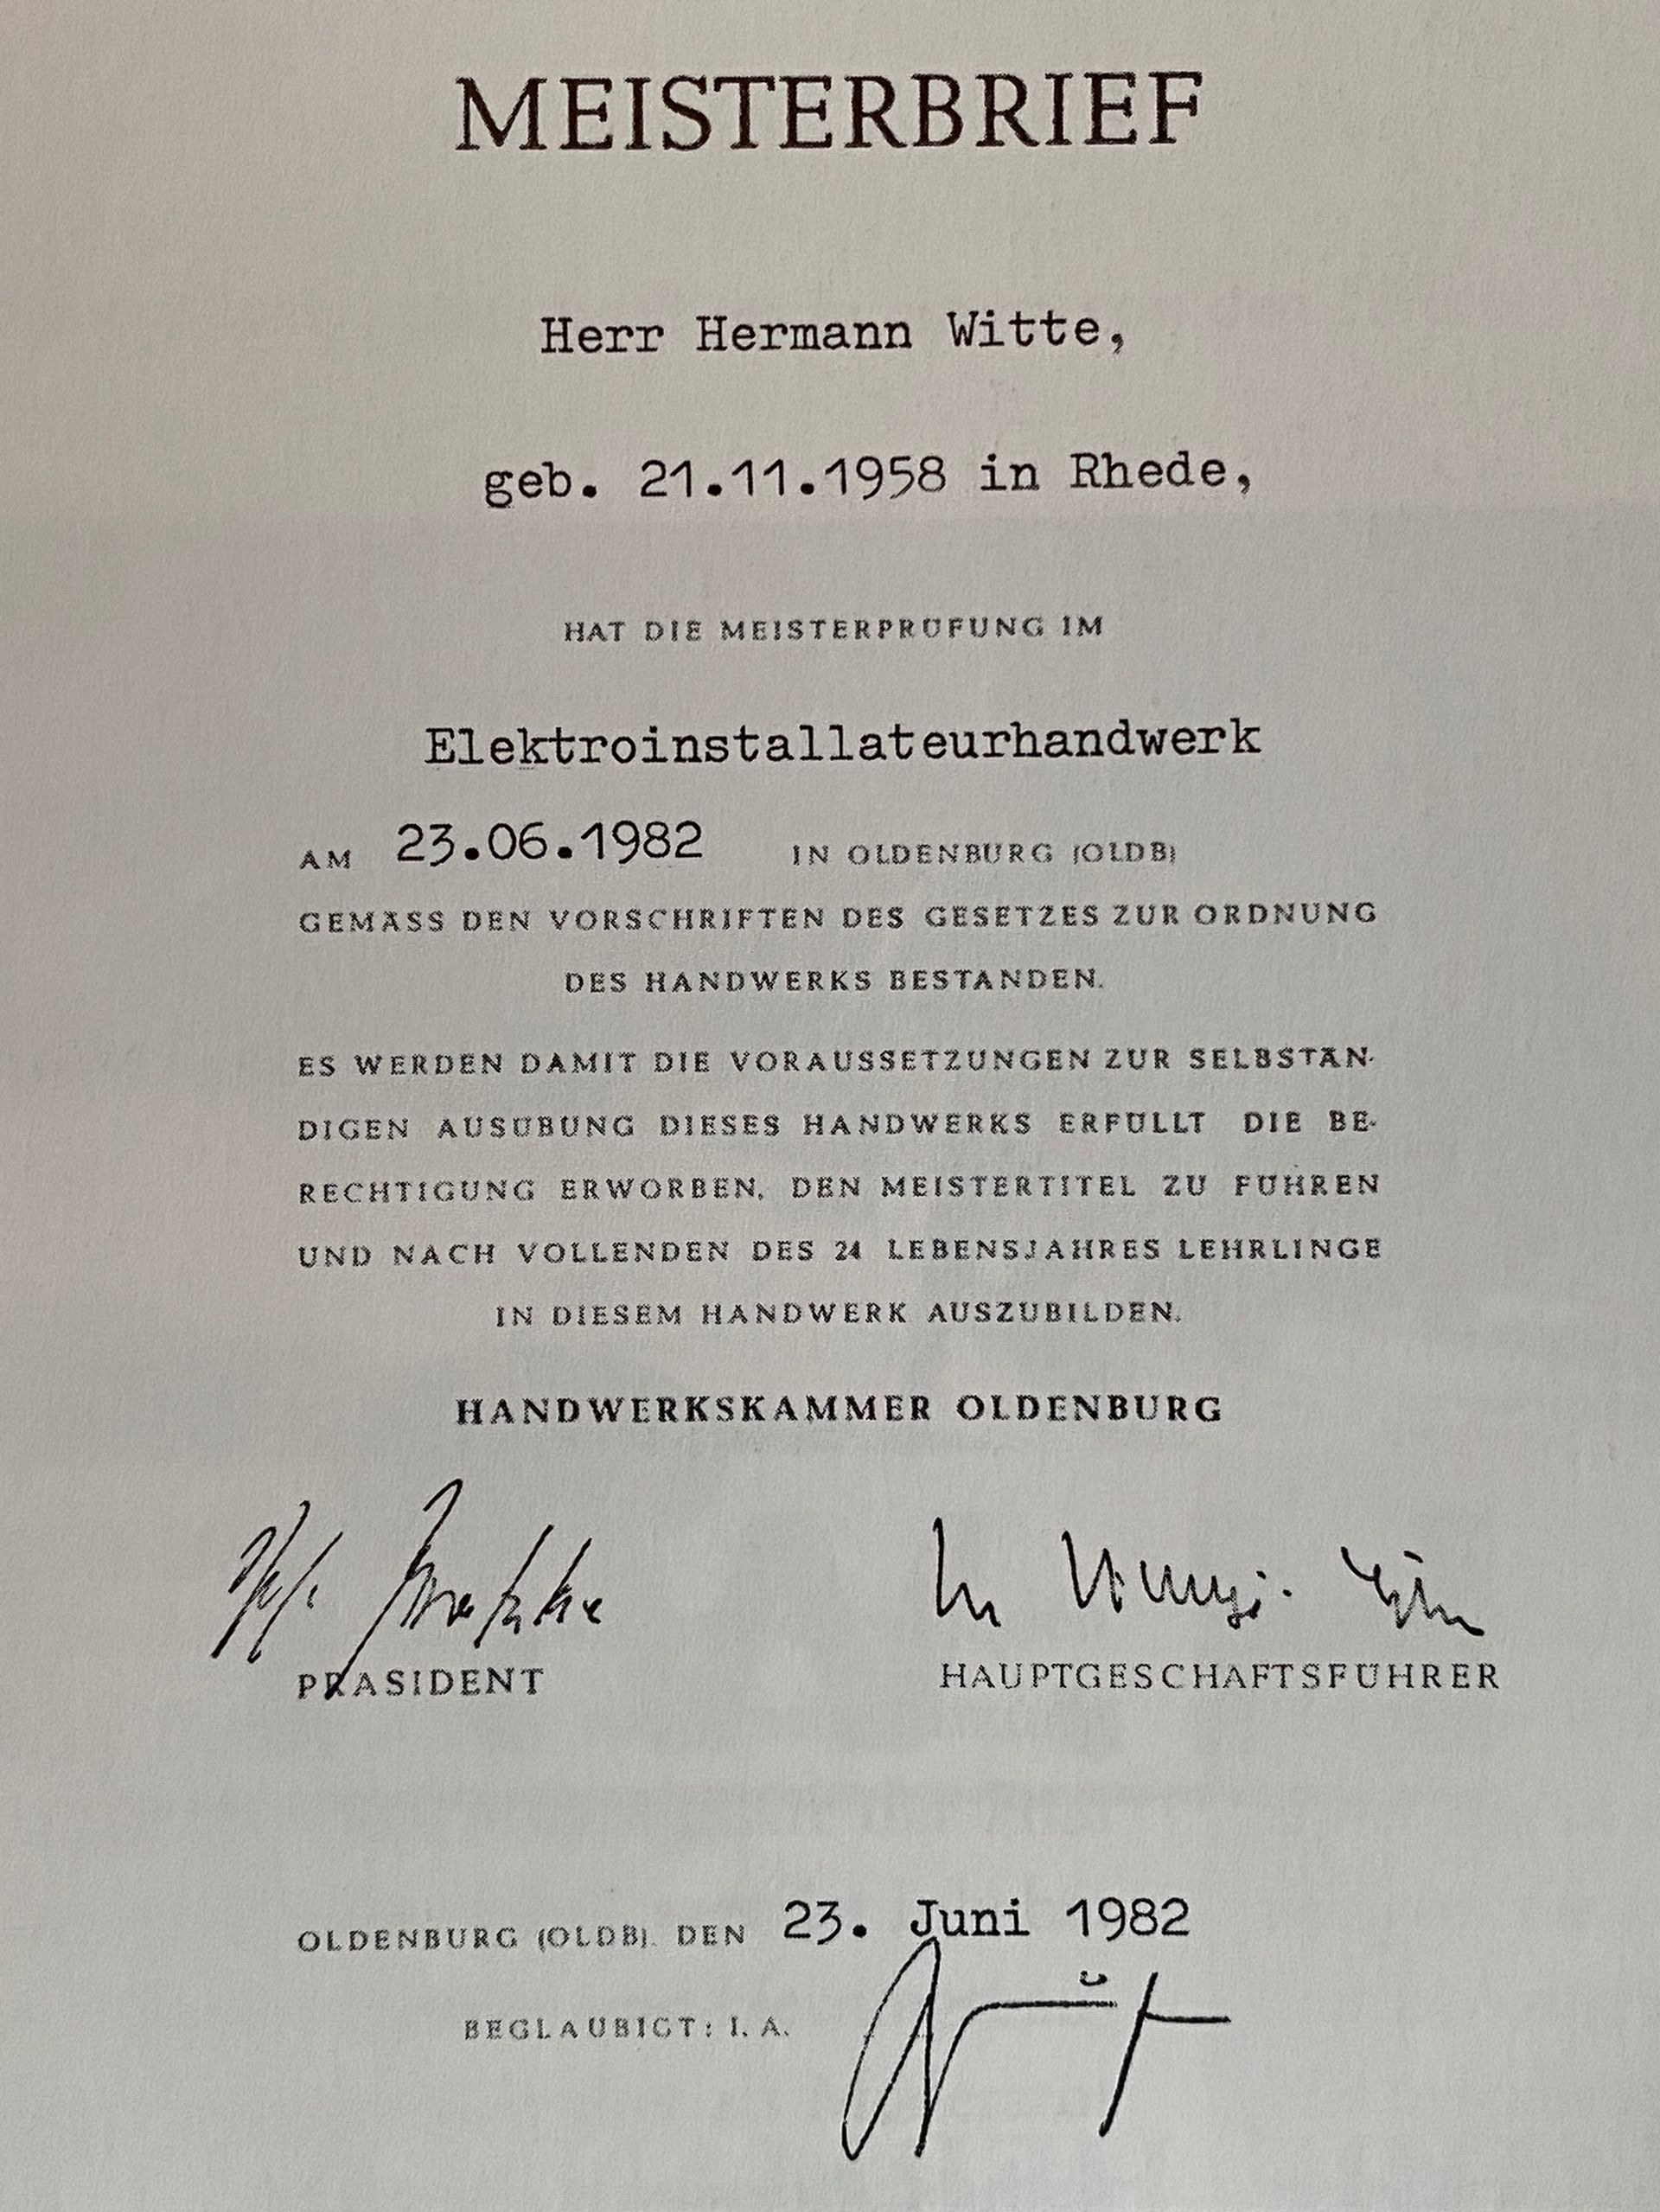 MEISTERBRIEF
Herr Hermann Witte,
geb. 21.11.1958 in Rhede,
HAT DIE MEISTERPRÜFUNG IM
Elektroinstallateurhandwerk
AM 23.06.1982 IN OLDENBURG (OLDB)
GEMÄSS DEN VORSCHRIFTEN DES GESETZES ZUR ORDNUNG
DES HANDWERKS BESTANDEN.
ES WERDEN DAMIT DIE VORAUSSETZUNGEN ZUR SELBSTÄN-
DIGEN AUSÜBUNG DIESES HANDWERKS ERFÜLLT DIE BE-
RECHTIGUNG ERWORBEN, DEN MEISTERTITEL ZU FÜHREN
UND NACH VOLLENDEN DES 24 LEBENSJAHRES LEHRLINGE
IN DIESEM HANDWERK AUSZUBILDEN.
HANDWERKSKAMMER OLDENBURG
PRÄSIDENT
HAUPTGESCHÄFTSFÜHRER
OLDENBURG (OLDB). DEN 23. Juni 1982
BEGLAUBIGT: I. A.